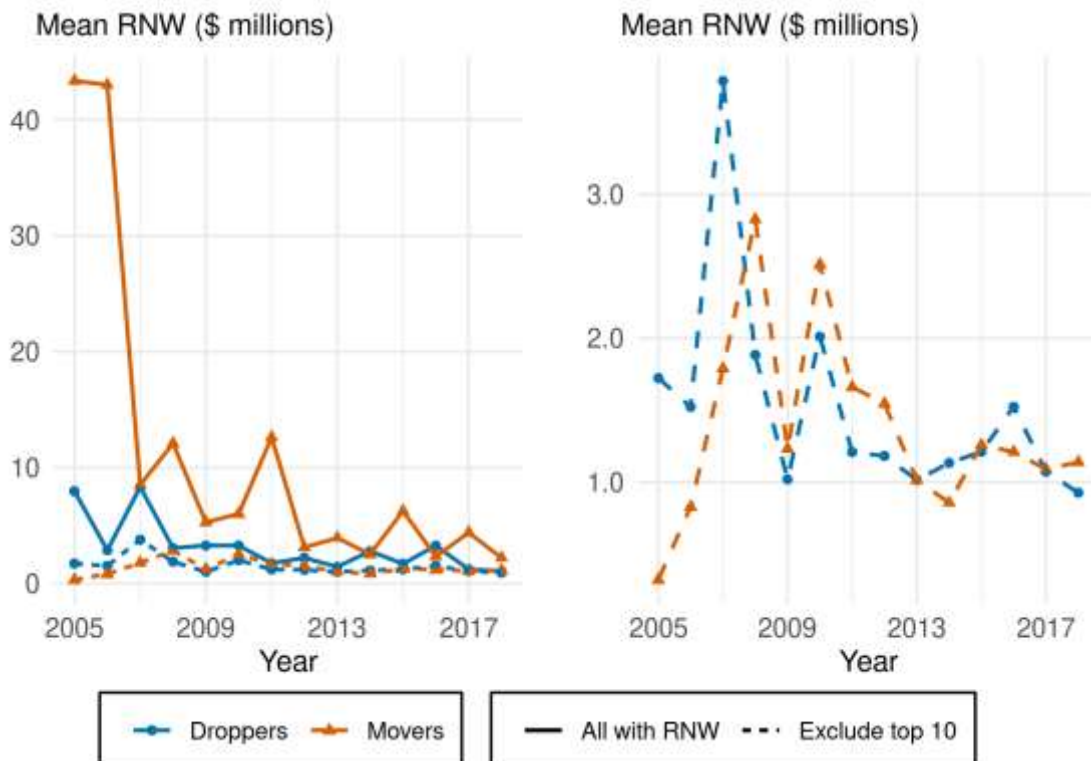 Mean RNW ($ millions)
40
30
20
10
0
2005
2009
2013
2017
Year
Mean RNW ($ millions)
3.0
2.0
1.0
2005
2009
2013
2017
Year
Droppers
Movers
All with RNW
Exclude top 10